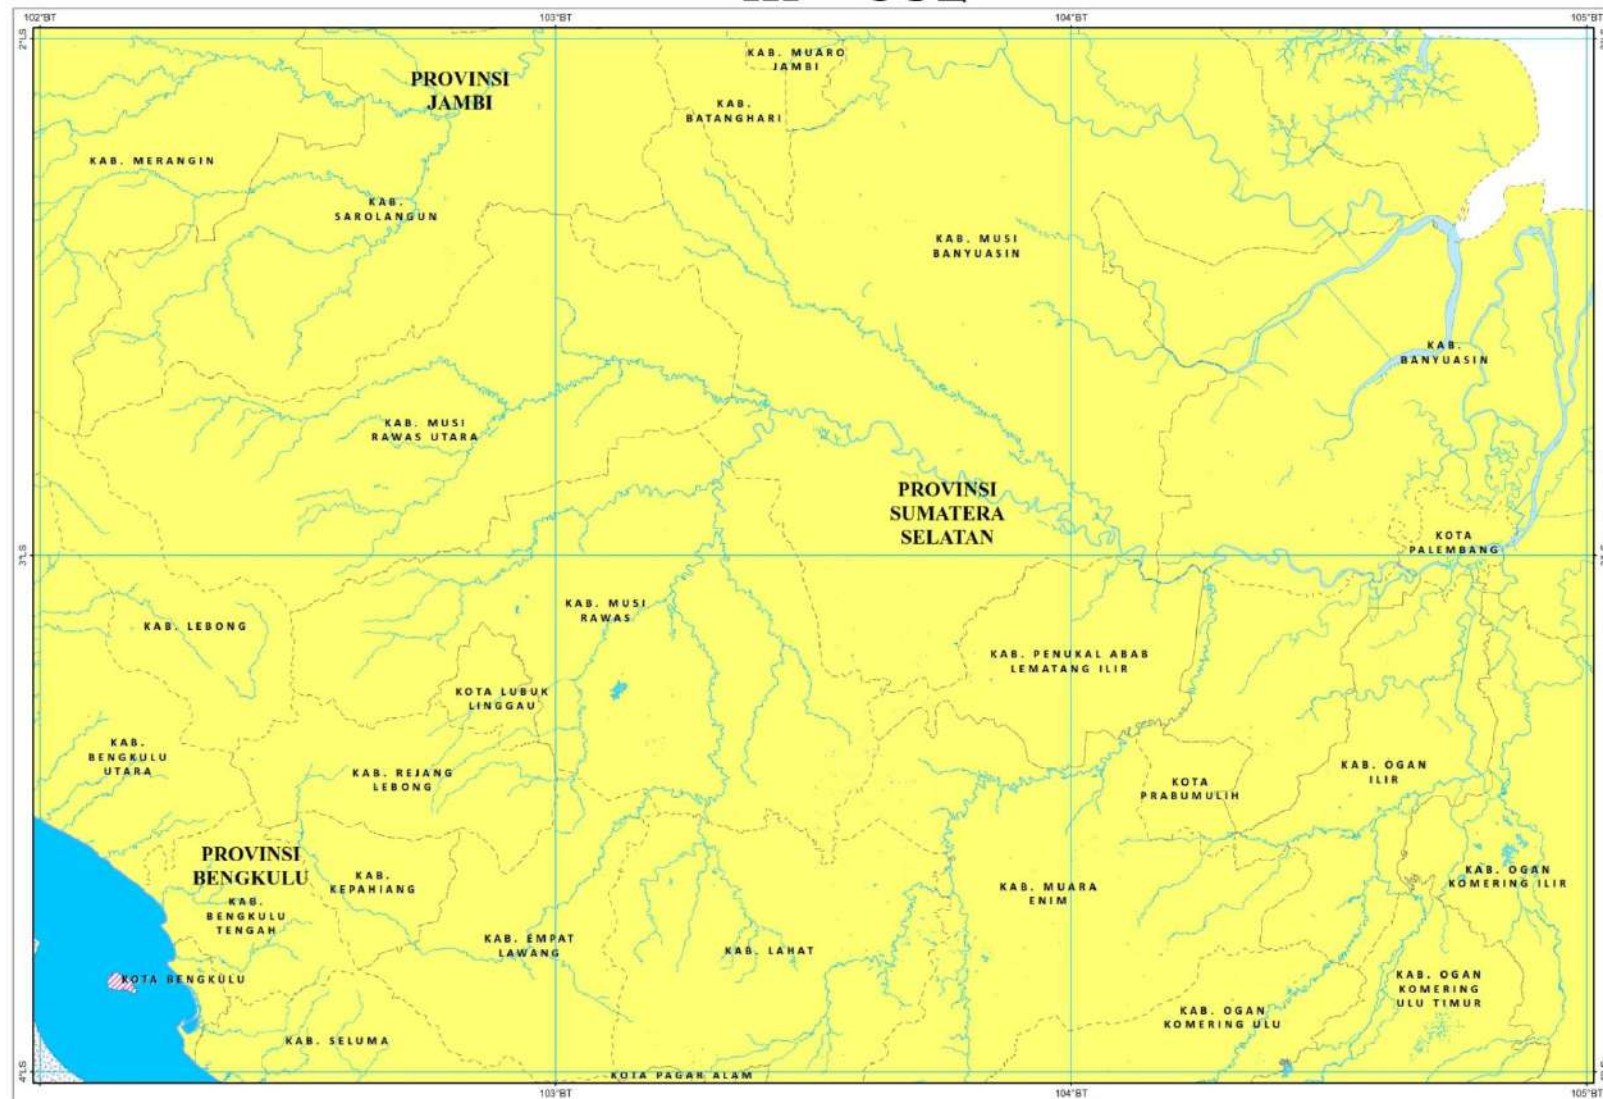 102°BT
103°BT
104°BT
105°BT
2°LS
PROVINSI
JAMBI
KAB. MUARO
JAMBI
KAB.
BATANGHARI
KAB. MERANGIN
KAB.
SAROLANGUN
KAB. MUSI
BANYUASIN
KAB.
BANYUASIN
KAB. MUSI
RAWAS UTARA
PROVINSI
SUMATERA
SELATAN
KOTA
PALEMBANG
3°LS
KAB. MUSI
RAWAS
KAB. LEBONG
KAB. PENUKAL ABAB
LEMATANG ILIR
KOTA LUBUK
LINGGAU
KAB.
BENGKULU
UTARA
KAB. REJANG
LEBONG
KOTA
PRABUMULIH
KAB. OGAN
ILIR
PROVINSI
BENGKULU
KAB.
KEPAHIANG
KAB. MUARA
ENIM
KAB. OGAN
KOMERING ILIR
KAB.
BENGKULU
TENGAH
KAB. EMPAT
LAWANG
KAB. LAHAT
KOTA BENGKULU
KAB. OGAN
KOMERING
ULU TIMUR
KAB. OGAN
KOMERING ULU
KAB. SELUMA
KOTA PAGAR ALAM
4°LS
103°BT
104°BT
105°BT